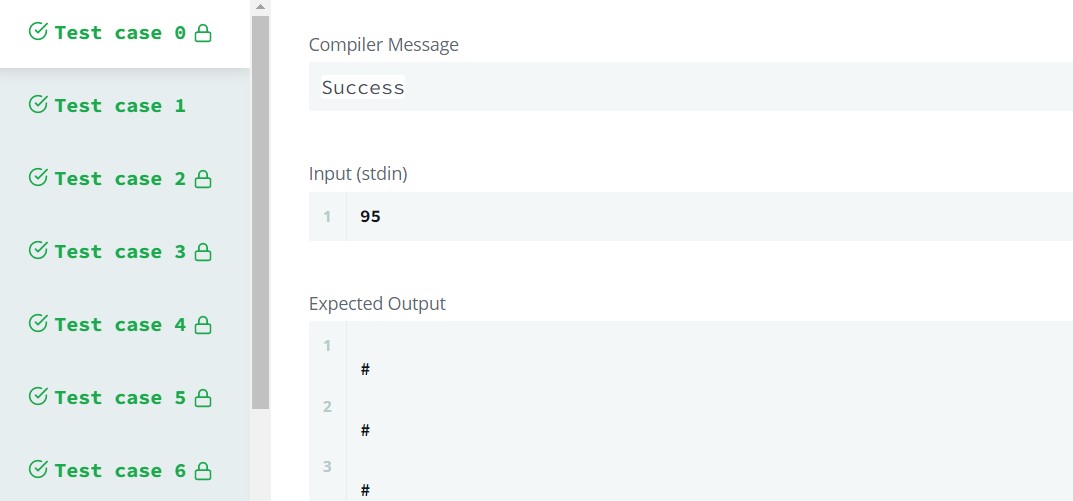 Test case 0
Test case 1
Test case 2
Test case 3
Test case 4
Test case 5
Test case 6
Compiler Message
Success
Input (stdin)
1 95
Expected Output
1
#
2
#
3
#